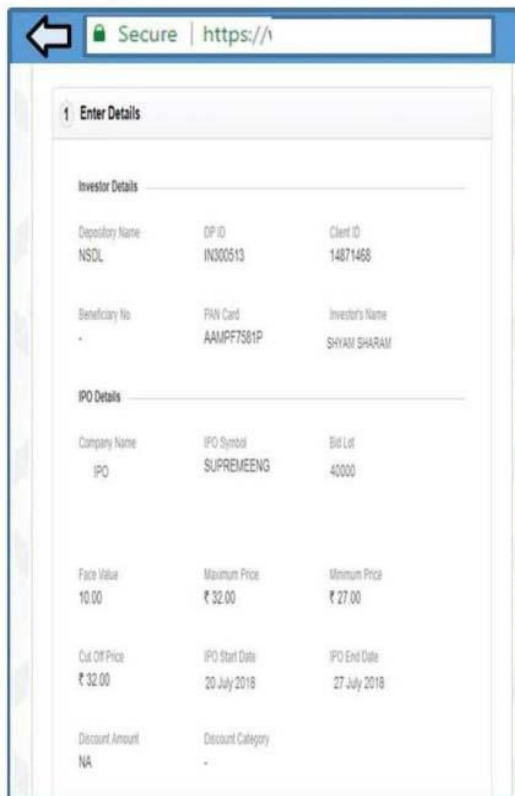 Secure | https://
1 Enter Details
Investor Details
Depository Name DP ID Client ID
NSDL IN300513 14871468
Beneficiary No PAN Card Investor's Name
- AAMPF7581P SHYAM SHARAM
IPO Details
Company Name IPO Symbol Bid Lot
IPO SUPREMEENG 40000
Face Value Maximum Price Minimum Price
10.00 ₹ 32.00 ₹ 27.00
Cut Off Price IPO Start Date IPO End Date
₹ 32.00 20 July 2018 27 July 2018
Discount Amount Discount Category
NA -